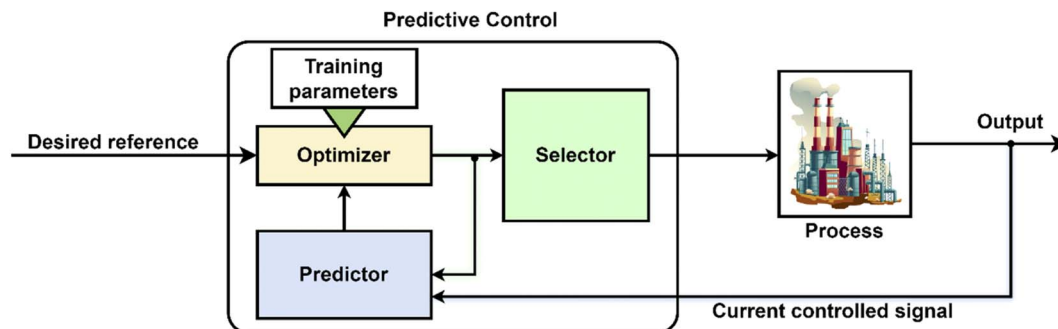 Predictive Control
Training
parameters
Desired reference
Optimizer
Selector
Output
Process
Predictor
Current controlled signal